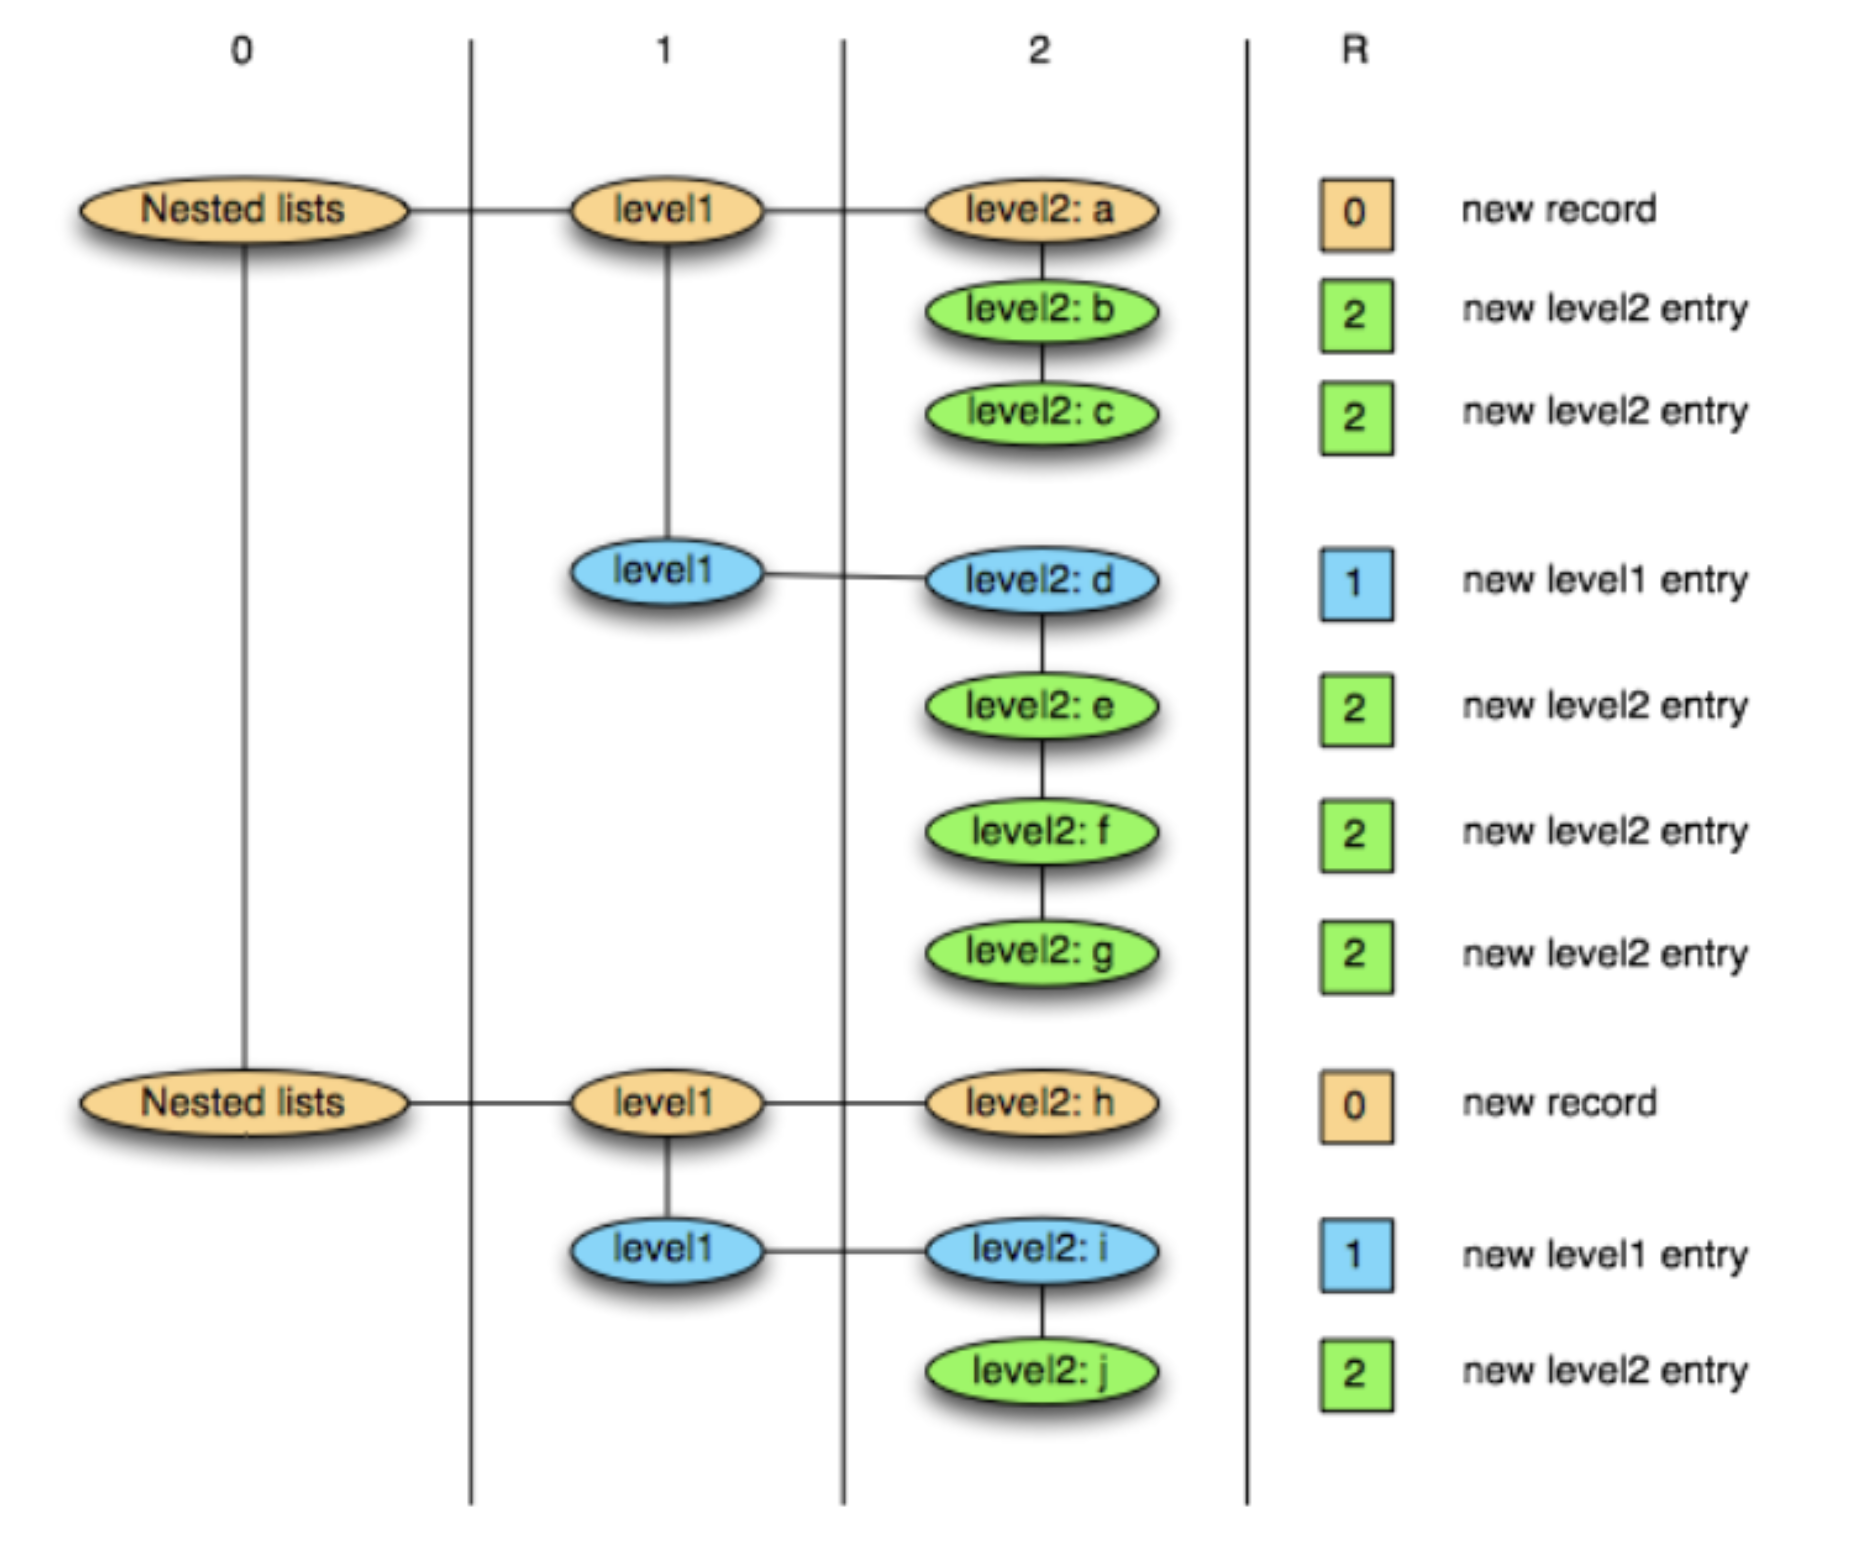 0 1 2 R
Nested lists level1 level2: a 0 new record
level2: b 2 new level2 entry
level2: c 2 new level2 entry
level1 level2: d 1 new level1 entry
level2: e 2 new level2 entry
level2: f 2 new level2 entry
level2: g 2 new level2 entry
Nested lists level1 level2: h 0 new record
level1 level2: i 1 new level1 entry
level2: j 2 new level2 entry